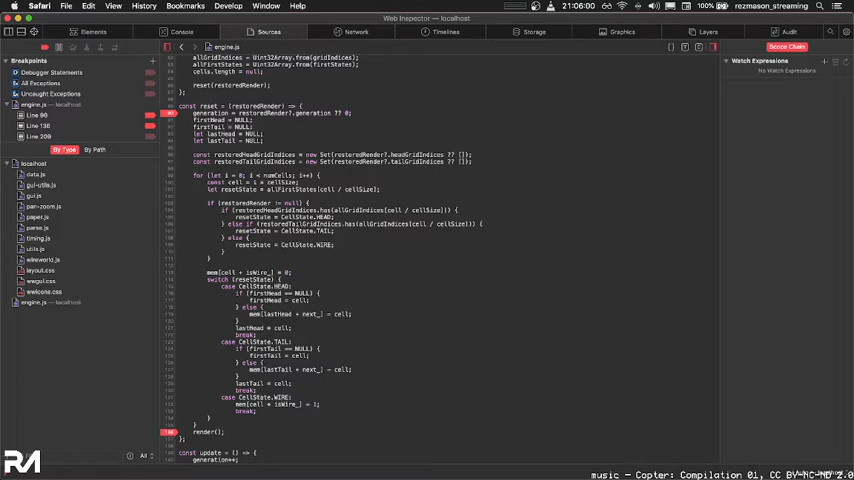 Safari File Edit View History Bookmarks Develop Window Help 100% 21:06:00 rezmason_streaming
Web Inspector — localhost
Elements Console Sources Network Timelines Storage Graphics Layers Audit
engine.js
Scope Chain
Breakpoints
Debugger Statements
All Exceptions
Uncaught Exceptions
engine.js — localhost
Line 90
Line 136
Line 209
By Type By Path
localhost
data.js
gui-utils.js
gui.js
pan-zoom.js
paper.js
parse.js
timing.js
utils.js
wireworld.js
layout.css
wwgui.css
wwicons.css
engine.js — localhost
allGridIndices = Uint32Array.from(gridIndices);
allFirstStates = Uint32Array.from(firstStates);
cells.length = null;
reset(restoredRender);
};
const reset = (restoredRender) => {
generation = restoredRender?.generation ?? 0;
firstHead = NULL;
firstTail = NULL;
let lastHead = NULL;
let lastTail = NULL;
const restoredHeadGridIndices = new Set(restoredRender?.headGridIndices ?? []);
const restoredTailGridIndices = new Set(restoredRender?.tailGridIndices ?? []);
for (let i = 0; i < numCells; i++) {
const cell = i * cellSize;
let resetState = allFirstStates[cell / cellSize];
if (restoredRender != null) {
if (restoredHeadGridIndices.has(allGridIndices[cell / cellSize])) {
resetState = CellState.HEAD;
} else if (restoredTailGridIndices.has(allGridIndices[cell / cellSize])) {
resetState = CellState.TAIL;
} else {
resetState = CellState.WIRE;
}
}
mem[cell + isWire_] = 0;
switch (resetState) {
case CellState.HEAD:
if (firstHead == NULL) {
firstHead = cell;
} else {
mem[lastHead + next_] = cell;
}
lastHead = cell;
break;
case CellState.TAIL:
if (firstTail == NULL) {
firstTail = cell;
} else {
mem[lastTail + next_] = cell;
}
lastTail = cell;
break;
case CellState.WIRE:
mem[cell + isWire_] = 1;
break;
}
}
render();
};
const update = () => {
generation++;
Watch Expressions
No Watch Expressions
All
music – Copter: Compilation 01, CC BY-NC-ND 2.0